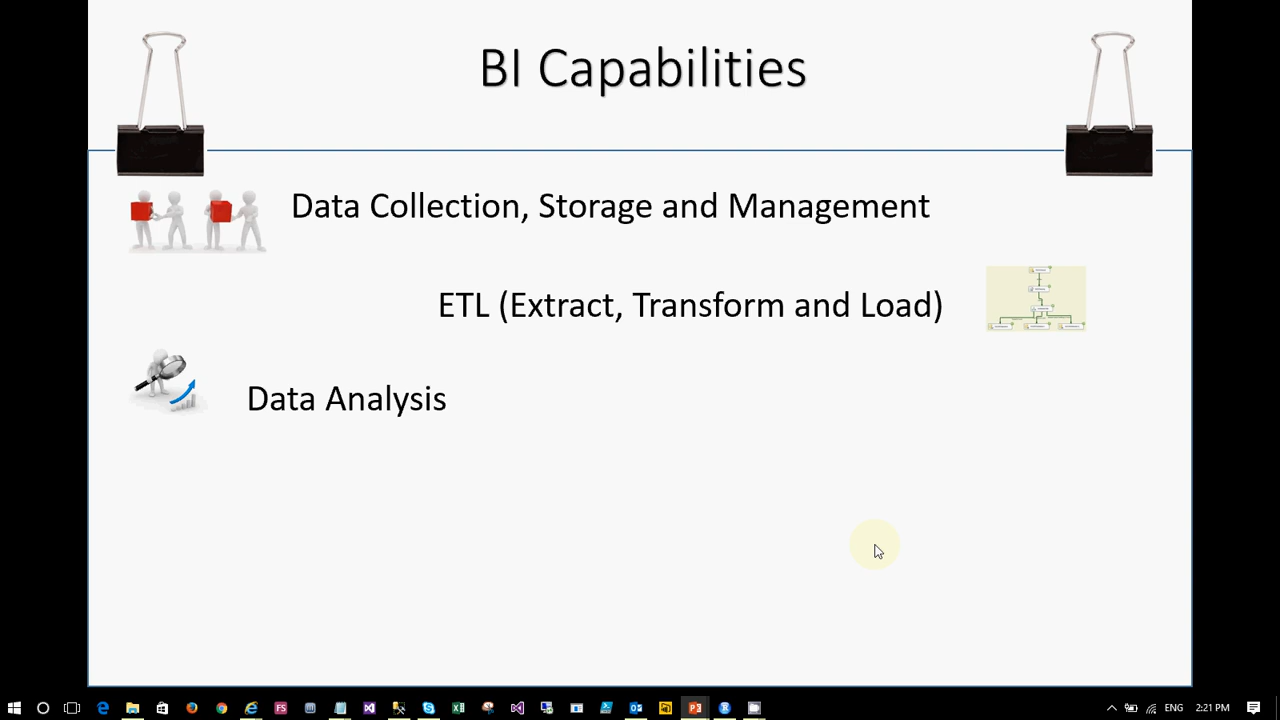 BI Capabilities
Data Collection, Storage and Management
ETL (Extract, Transform and Load)
Data Analysis
ENG 2:21 PM